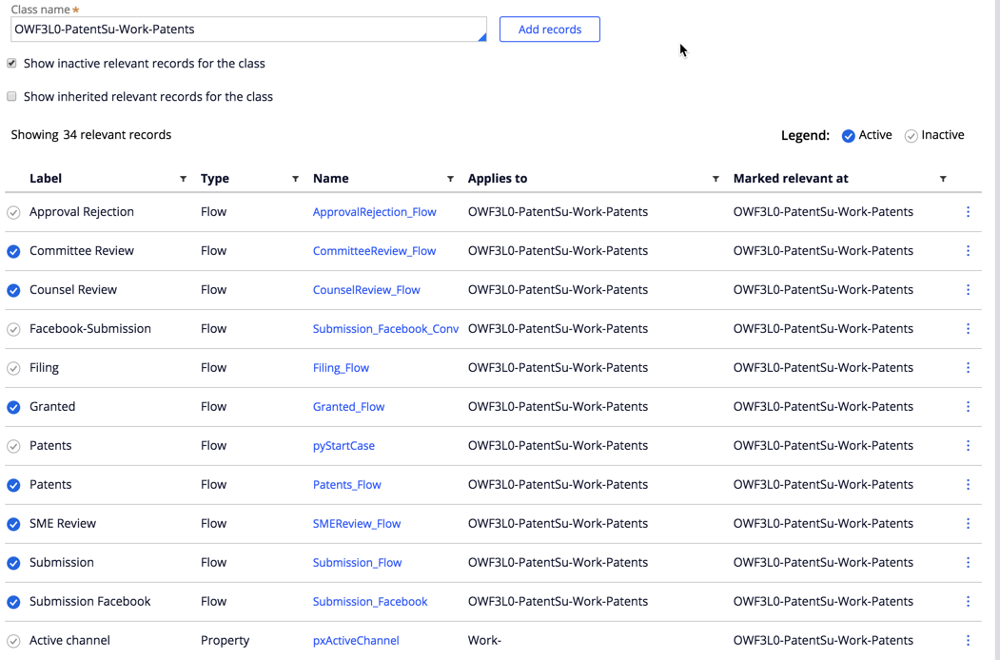 Class name★
OWF3L0-PatentSu-Work-Patents Add records
Show inactive relevant records for the class
Show inherited relevant records for the class
Showing 34 relevant records Legend: Active Inactive
Label Type Name Applies to Marked relevant at
Approval Rejection Flow ApprovalRejection_Flow OWF3L0-PatentSu-Work-Patents OWF3L0-PatentSu-Work-Patents
Committee Review Flow CommitteeReview_Flow OWF3L0-PatentSu-Work-Patents OWF3L0-PatentSu-Work-Patents
Counsel Review Flow CounselReview_Flow OWF3L0-PatentSu-Work-Patents OWF3L0-PatentSu-Work-Patents
Facebook-Submission Flow Submission_Facebook_Conv OWF3L0-PatentSu-Work-Patents OWF3L0-PatentSu-Work-Patents
Filing Flow Filing_Flow OWF3L0-PatentSu-Work-Patents OWF3L0-PatentSu-Work-Patents
Granted Flow Granted_Flow OWF3L0-PatentSu-Work-Patents OWF3L0-PatentSu-Work-Patents
Patents Flow pyStartCase OWF3L0-PatentSu-Work-Patents OWF3L0-PatentSu-Work-Patents
Patents Flow Patents_Flow OWF3L0-PatentSu-Work-Patents OWF3L0-PatentSu-Work-Patents
SME Review Flow SMEReview_Flow OWF3L0-PatentSu-Work-Patents OWF3L0-PatentSu-Work-Patents
Submission Flow Submission_Flow OWF3L0-PatentSu-Work-Patents OWF3L0-PatentSu-Work-Patents
Submission Facebook Flow Submission_Facebook OWF3L0-PatentSu-Work-Patents OWF3L0-PatentSu-Work-Patents
Active channel Property pxActiveChannel Work- OWF3L0-PatentSu-Work-Patents